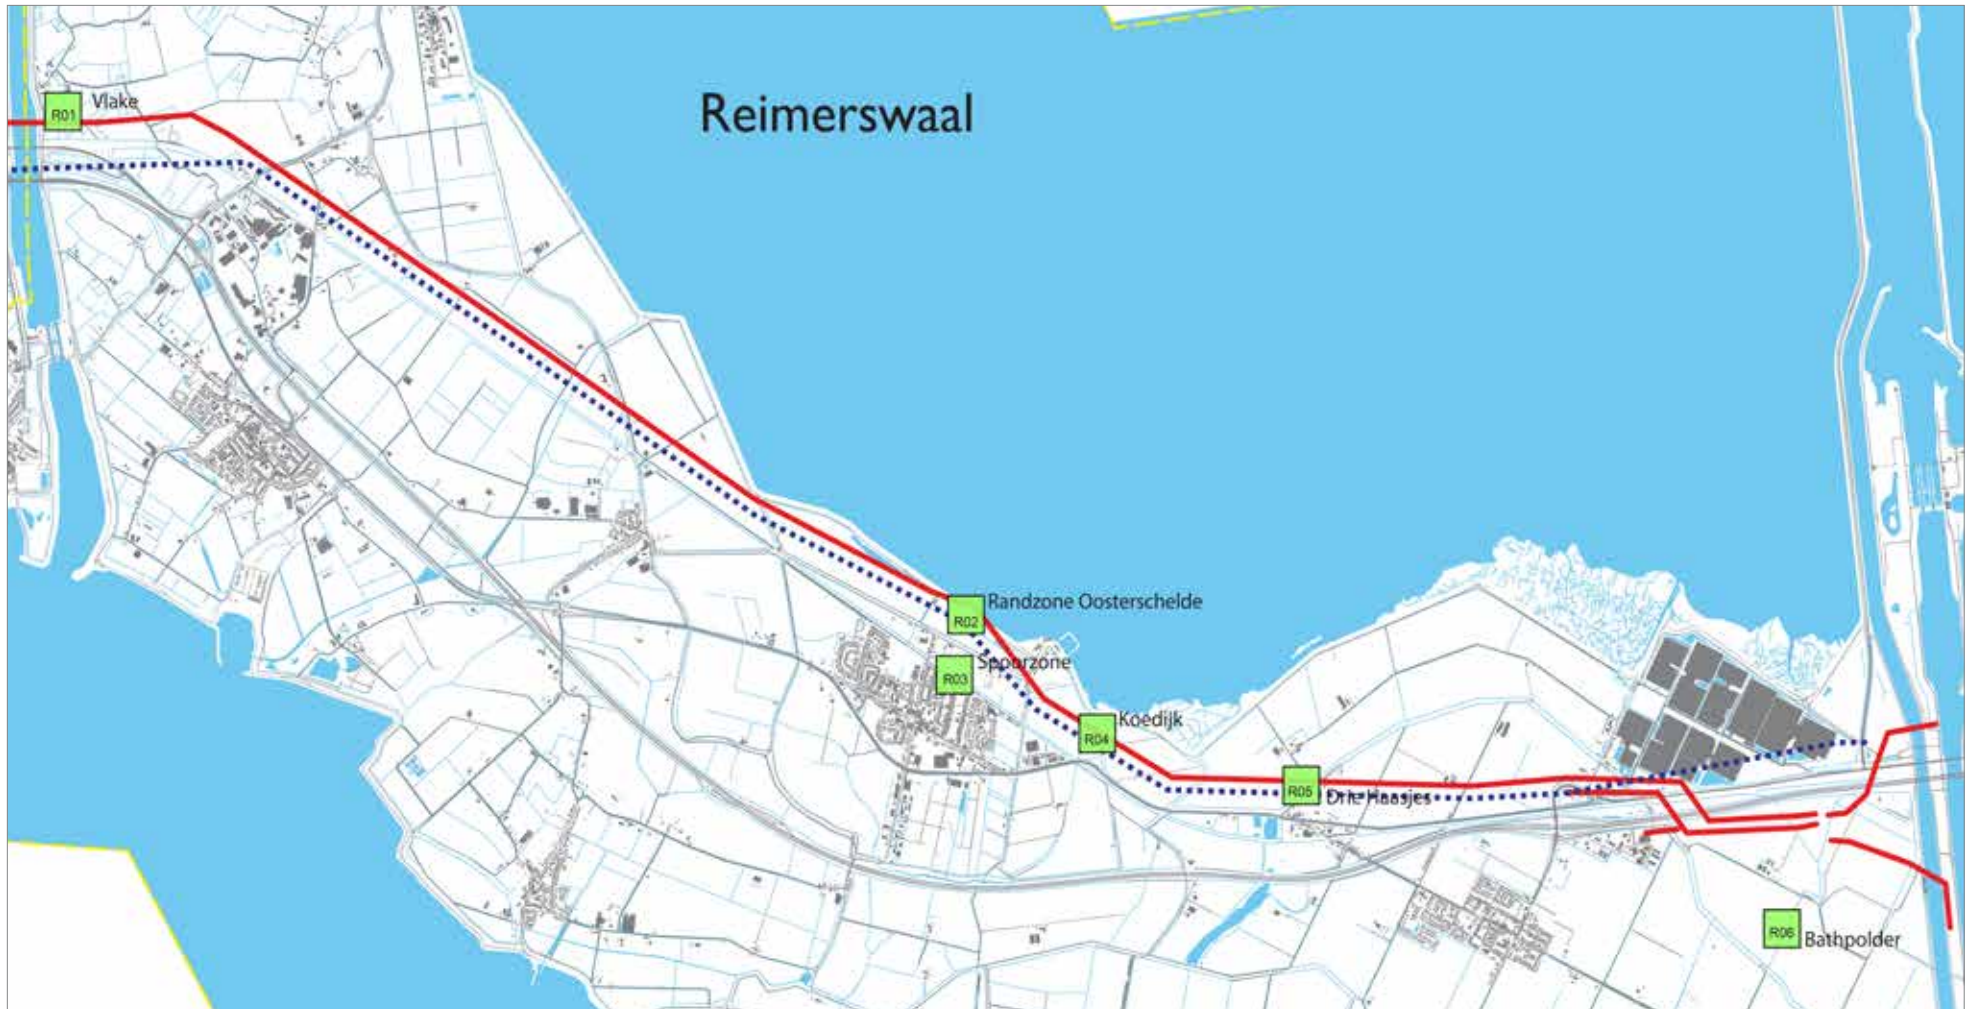 Reimerswaal
R01 Vlake
R02 Randzone Oosterschelde
R03 Spoorzone
R04 Koedijk
R05 Drie Haasjes
R06 Bathpolder